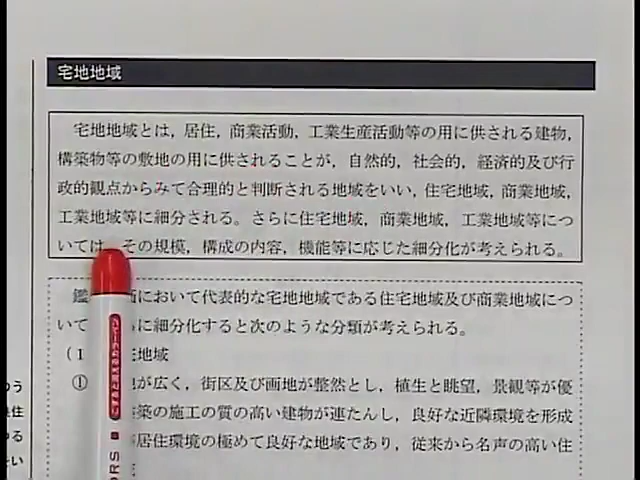 宅地地域
宅地地域とは，居住，商業活動，工業生産活動等の用に供される建物，
構築物等の敷地の用に供されることが，自然的，社会的，経済的及び行
政的観点からみて合理的と判断される地域をいい，住宅地域，商業地域，
工業地域等に細分される。さらに住宅地域，商業地域，工業地域等につ
いては，その規模，構成の内容，機能等に応じた細分化が考えられる。
鑑 において代表的な宅地地域である住宅地域及び商業地域につ
いて に細分化すると次のような分類が考えられる。
（1 地域
① が広く，街区及び画地が整然とし，植生と眺望，景観等が優
築の施工の質の高い建物が連たんし，良好な近隣環境を形成
居住環境の極めて良好な地域であり，従来から名声の高い住